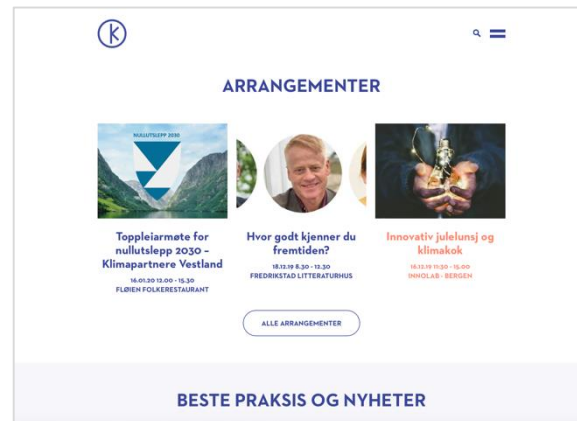 ARRANGEMENTER
NULLUTSLEPP 2030
Toppleiarmøte for
nullutslepp 2030 –
Klimapartnere Vestland
16.01.20 12.00 - 15.30
FLØIEN FOLKERESTAURANT
Hvor godt kjenner du
fremtiden?
18.12.19 8.30 - 12.30
FREDRIKSTAD LITTERATURHUS
Innovativ julelunsj og
klimakok
16.12.19 11:30 - 15.00
INNOLAB - BERGEN
ALLE ARRANGEMENTER
BESTE PRAKSIS OG NYHETER